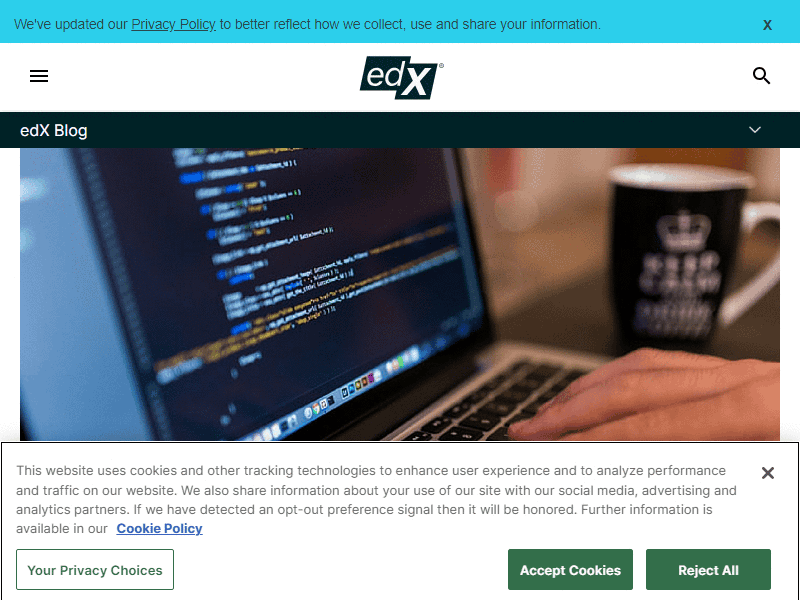 We've updated our Privacy Policy to better reflect how we collect, use and share your information.
X
edX®
edX Blog
KEEP
CALM
This website uses cookies and other tracking technologies to enhance user experience and to analyze performance
and traffic on our website. We also share information about your use of our site with our social media, advertising and
analytics partners. If we have detected an opt-out preference signal then it will be honored. Further information is
available in our Cookie Policy
Your Privacy Choices
Accept Cookies
Reject All